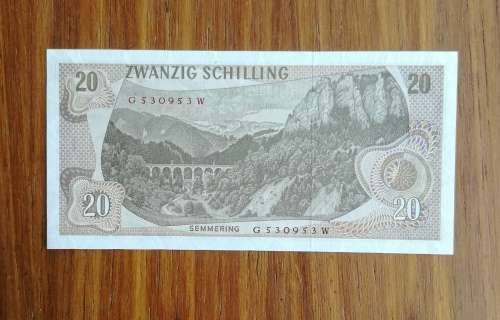 20 ZWANZIG SCHILLING 20
G 530953 W
20 20
SEMMERING G 530953 W